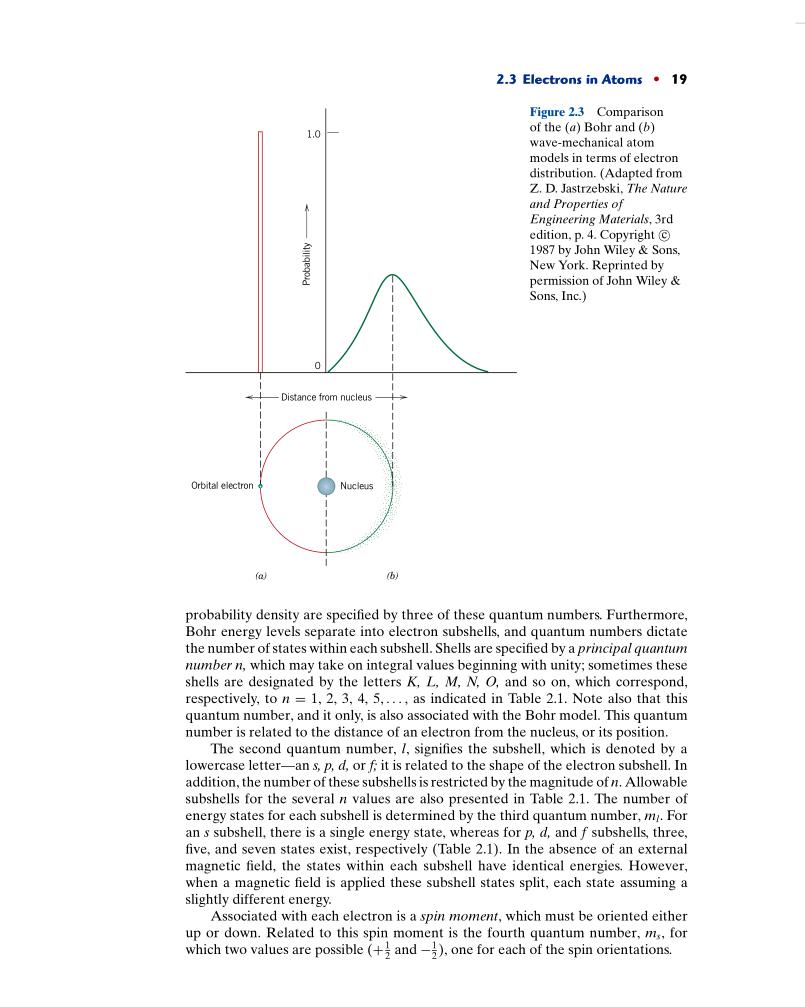 2.3 Electrons in Atoms • 19
Figure 2.3 Comparison
of the (a) Bohr and (b)
wave-mechanical atom
models in terms of electron
distribution. (Adapted from
Z. D. Jastrzebski, The Nature
and Properties of
Engineering Materials, 3rd
edition, p. 4. Copyright ©
1987 by John Wiley & Sons,
New York. Reprinted by
permission of John Wiley &
Sons, Inc.)
1.0
Probability
0
Distance from nucleus
Orbital electron
Nucleus
(a)
(b)
probability density are specified by three of these quantum numbers. Furthermore,
Bohr energy levels separate into electron subshells, and quantum numbers dictate
the number of states within each subshell. Shells are specified by a principal quantum
number n, which may take on integral values beginning with unity; sometimes these
shells are designated by the letters K, L, M, N, O, and so on, which correspond,
respectively, to n = 1, 2, 3, 4, 5, . . . , as indicated in Table 2.1. Note also that this
quantum number, and it only, is also associated with the Bohr model. This quantum
number is related to the distance of an electron from the nucleus, or its position.
The second quantum number, l, signifies the subshell, which is denoted by a
lowercase letter—an s, p, d, or f; it is related to the shape of the electron subshell. In
addition, the number of these subshells is restricted by the magnitude of n. Allowable
subshells for the several n values are also presented in Table 2.1. The number of
energy states for each subshell is determined by the third quantum number, mₗ. For
an s subshell, there is a single energy state, whereas for p, d, and f subshells, three,
five, and seven states exist, respectively (Table 2.1). In the absence of an external
magnetic field, the states within each subshell have identical energies. However,
when a magnetic field is applied these subshell states split, each state assuming a
slightly different energy.
Associated with each electron is a spin moment, which must be oriented either
up or down. Related to this spin moment is the fourth quantum number, mₛ, for
which two values are possible (+½ and −½), one for each of the spin orientations.